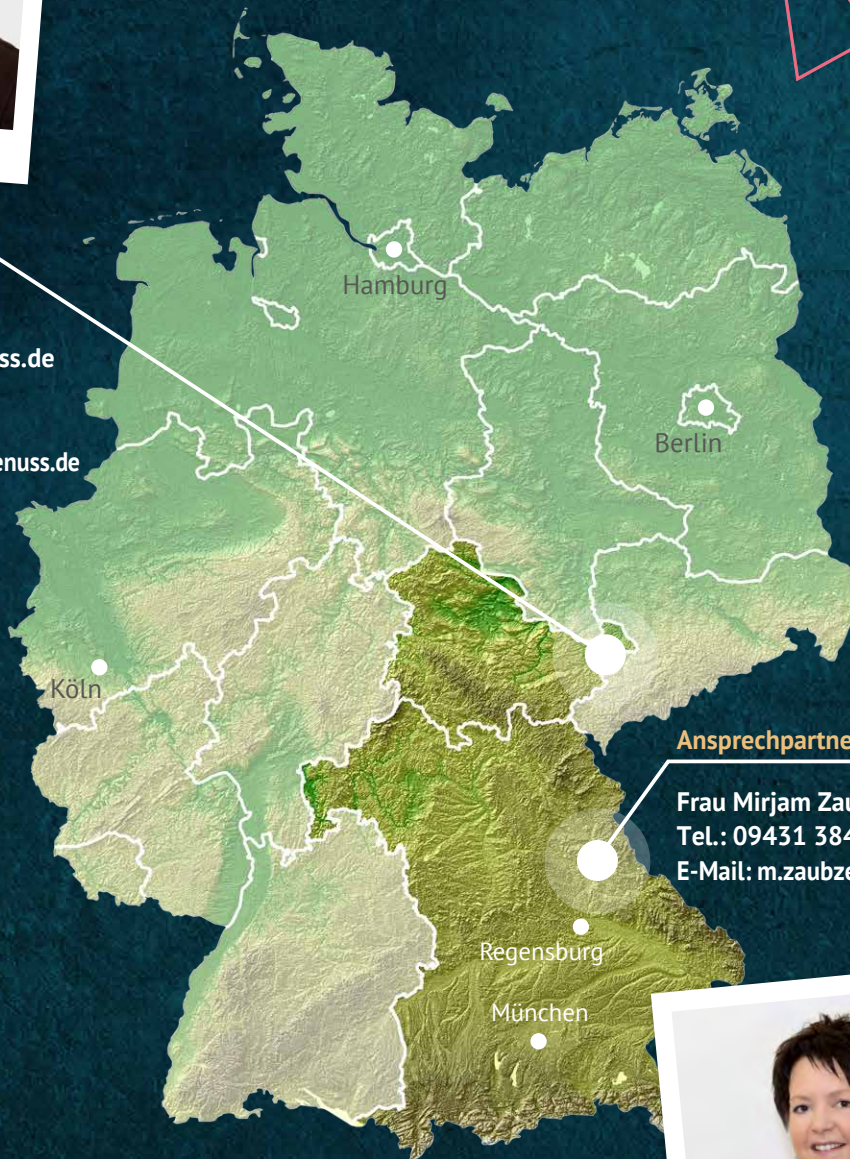 Hamburg
ss.de
Berlin
enuss.de
Köln
Ansprechpartne
Frau Mirjam Zau
Tel.: 09431 384
E-Mail: m.zaubze
Regensburg
München